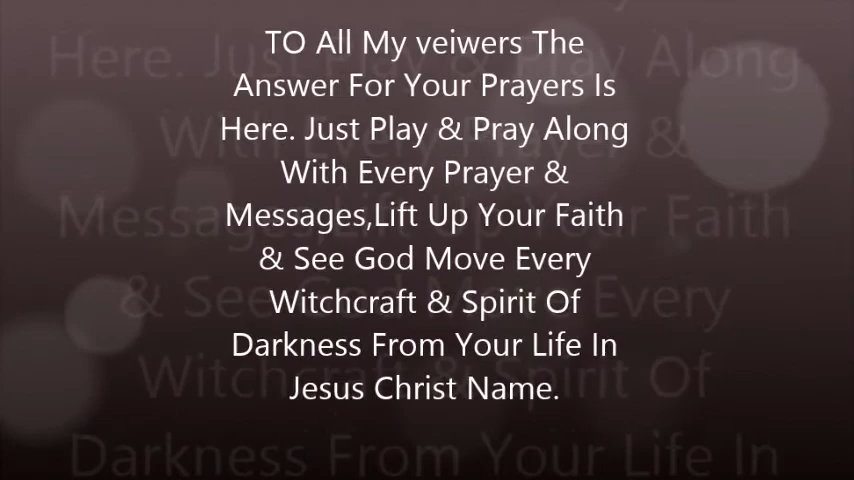 TO All My veiwers The
Answer For Your Prayers Is
Here. Just Play & Pray Along
With Every Prayer &
Messages,Lift Up Your Faith
& See God Move Every
Witchcraft & Spirit Of
Darkness From Your Life In
Jesus Christ Name.